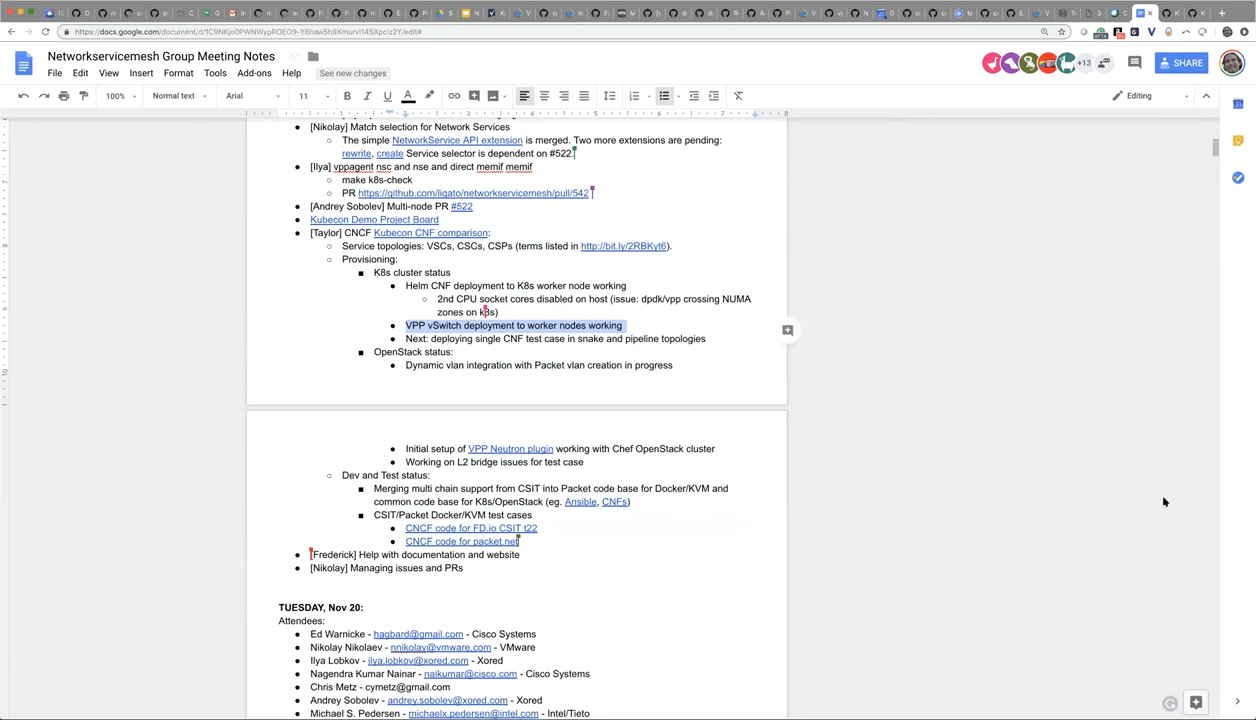 https://docs.google.com/document/d/1C9NKjo0PWNWypROEO9-Y6haw5h9XmurvI14SXpciz2Y/edit#
Networkservicemesh Group Meeting Notes
File Edit View Insert Format Tools Add-ons Help See new changes
+13
SHARE
100% Normal text Arial 11 B I U A Editing
[Nikolay] Match selection for Network Services
The simple NetworkService API extension is merged. Two more extensions are pending:
rewrite, create Service selector is dependent on #522.
[Ilya] vppagent nsc and nse and direct memif memif
make k8s-check
PR https://github.com/ligato/networkservicemesh/pull/542
[Andrey Sobolev] Multi-node PR #522
Kubecon Demo Project Board
[Taylor] CNCF Kubecon CNF comparison:
Service topologies: VSCs, CSCs, CSPs (terms listed in http://bit.ly/2RBKyt6).
Provisioning:
K8s cluster status
Helm CNF deployment to K8s worker node working
2nd CPU socket cores disabled on host (issue: dpdk/vpp crossing NUMA
zones on k8s)
VPP vSwitch deployment to worker nodes working
Next: deploying single CNF test case in snake and pipeline topologies
OpenStack status:
Dynamic vlan integration with Packet vlan creation in progress
Initial setup of VPP Neutron plugin working with Chef OpenStack cluster
Working on L2 bridge issues for test case
Dev and Test status:
Merging multi chain support from CSIT into Packet code base for Docker/KVM and
common code base for K8s/OpenStack (eg. Ansible, CNFs)
CSIT/Packet Docker/KVM test cases
CNCF code for FD.io CSIT t22
CNCF code for packet.net
[Frederick] Help with documentation and website
[Nikolay] Managing issues and PRs
TUESDAY, Nov 20:
Attendees:
Ed Warnicke - hagbard@gmail.com - Cisco Systems
Nikolay Nikolaev - nnikolay@vmware.com - VMware
Ilya Lobkov - ilya.lobkov@xored.com - Xored
Nagendra Kumar Nainar - naikumar@cisco.com - Cisco Systems
Chris Metz - cymetz@gmail.com
Andrey Sobolev - andrey.sobolev@xored.com - Xored
Michael S. Pedersen - michaelx.pedersen@intel.com - Intel/Tieto